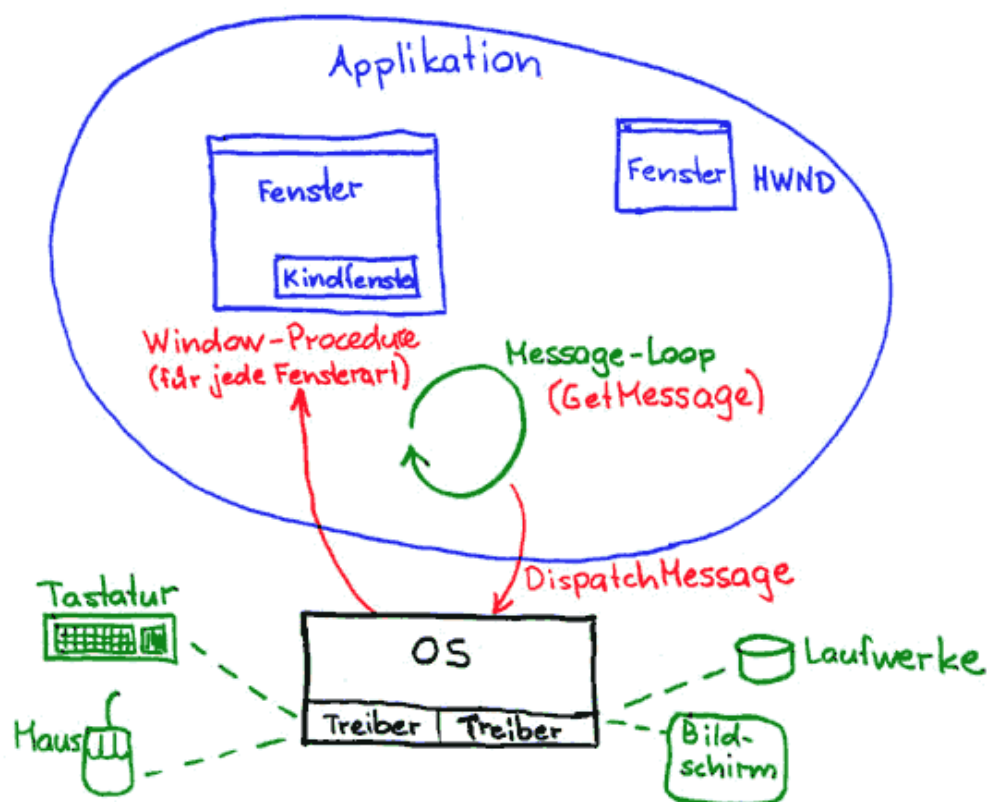 Applikation
Fenster
Kindfenster
Fenster
HWND
Window-Procedure
(für jede Fensterart)
Message-Loop
(GetMessage)
DispatchMessage
Tastatur
OS
Laufwerke
Treiber
Treiber
Maus
Bild-
schirm